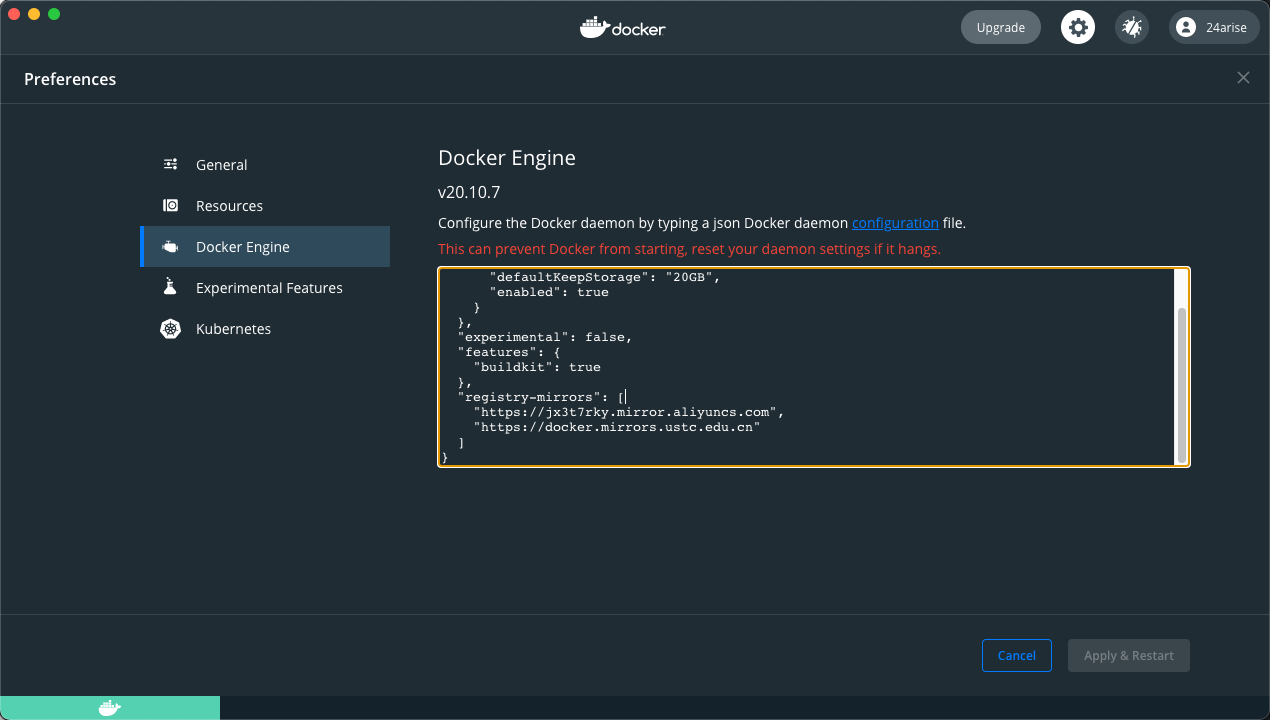 docker
Upgrade
24arise
Preferences
General
Resources
Docker Engine
Experimental Features
Kubernetes
Docker Engine
v20.10.7
Configure the Docker daemon by typing a json Docker daemon configuration file.
This can prevent Docker from starting, reset your daemon settings if it hangs.
      "defaultKeepStorage": "20GB",
      "enabled": true
    }
  },
  "experimental": false,
  "features": {
    "buildkit": true
  },
  "registry-mirrors": [
    "https://jx3t7rky.mirror.aliyuncs.com",
    "https://docker.mirrors.ustc.edu.cn"
  ]
}
Cancel
Apply & Restart